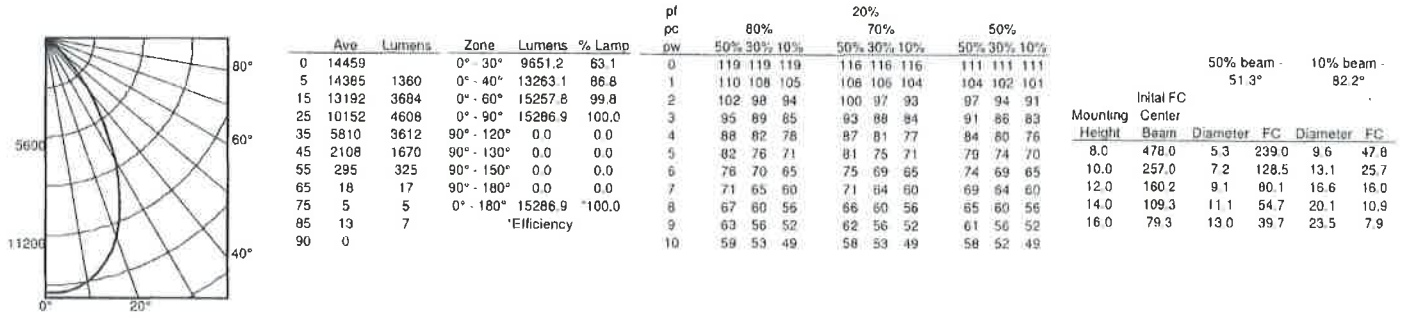 80°
60°
5600
11200
40°
0° 20°
Ave Lumens
0 14459
5 14385 1360
15 13192 3684
25 10152 4608
35 5810 3612
45 2108 1670
55 295 325
65 18 17
75 5 5
85 13 7
90 0
Zone Lumens % Lamp
0° - 30° 9651.2 63.1
0° - 40° 13263.1 86.8
0° - 60° 15257.8 99.8
0° - 90° 15286.9 100.0
90° - 120° 0.0 0.0
90° - 130° 0.0 0.0
90° - 150° 0.0 0.0
90° - 180° 0.0 0.0
0° - 180° 15286.9 *100.0
*Efficiency
pf 20%
pc 80% 70% 50%
pw 50% 30% 10% 50% 30% 10% 50% 30% 10%
0 119 119 119 116 116 116 111 111 111
1 110 108 105 108 106 104 104 102 101
2 102 98 94 100 97 93 97 94 91
3 95 89 85 93 88 84 91 86 83
4 88 82 78 87 81 77 84 80 76
5 82 76 71 81 75 71 79 74 70
6 76 70 65 75 69 65 74 69 65
7 71 65 60 71 64 60 69 64 60
8 67 60 56 66 60 56 65 60 56
9 63 56 52 62 56 52 61 56 52
10 59 53 49 58 53 49 58 52 49
50% beam - 10% beam -
51.3° 82.2°
Inital FC
Mounting Center
Height Beam Diameter FC Diameter FC
8.0 478.0 5.3 239.0 9.6 47.8
10.0 257.0 7.2 128.5 13.1 25.7
12.0 160.2 9.1 80.1 16.6 16.0
14.0 109.3 11.1 54.7 20.1 10.9
16.0 79.3 13.0 39.7 23.5 7.9